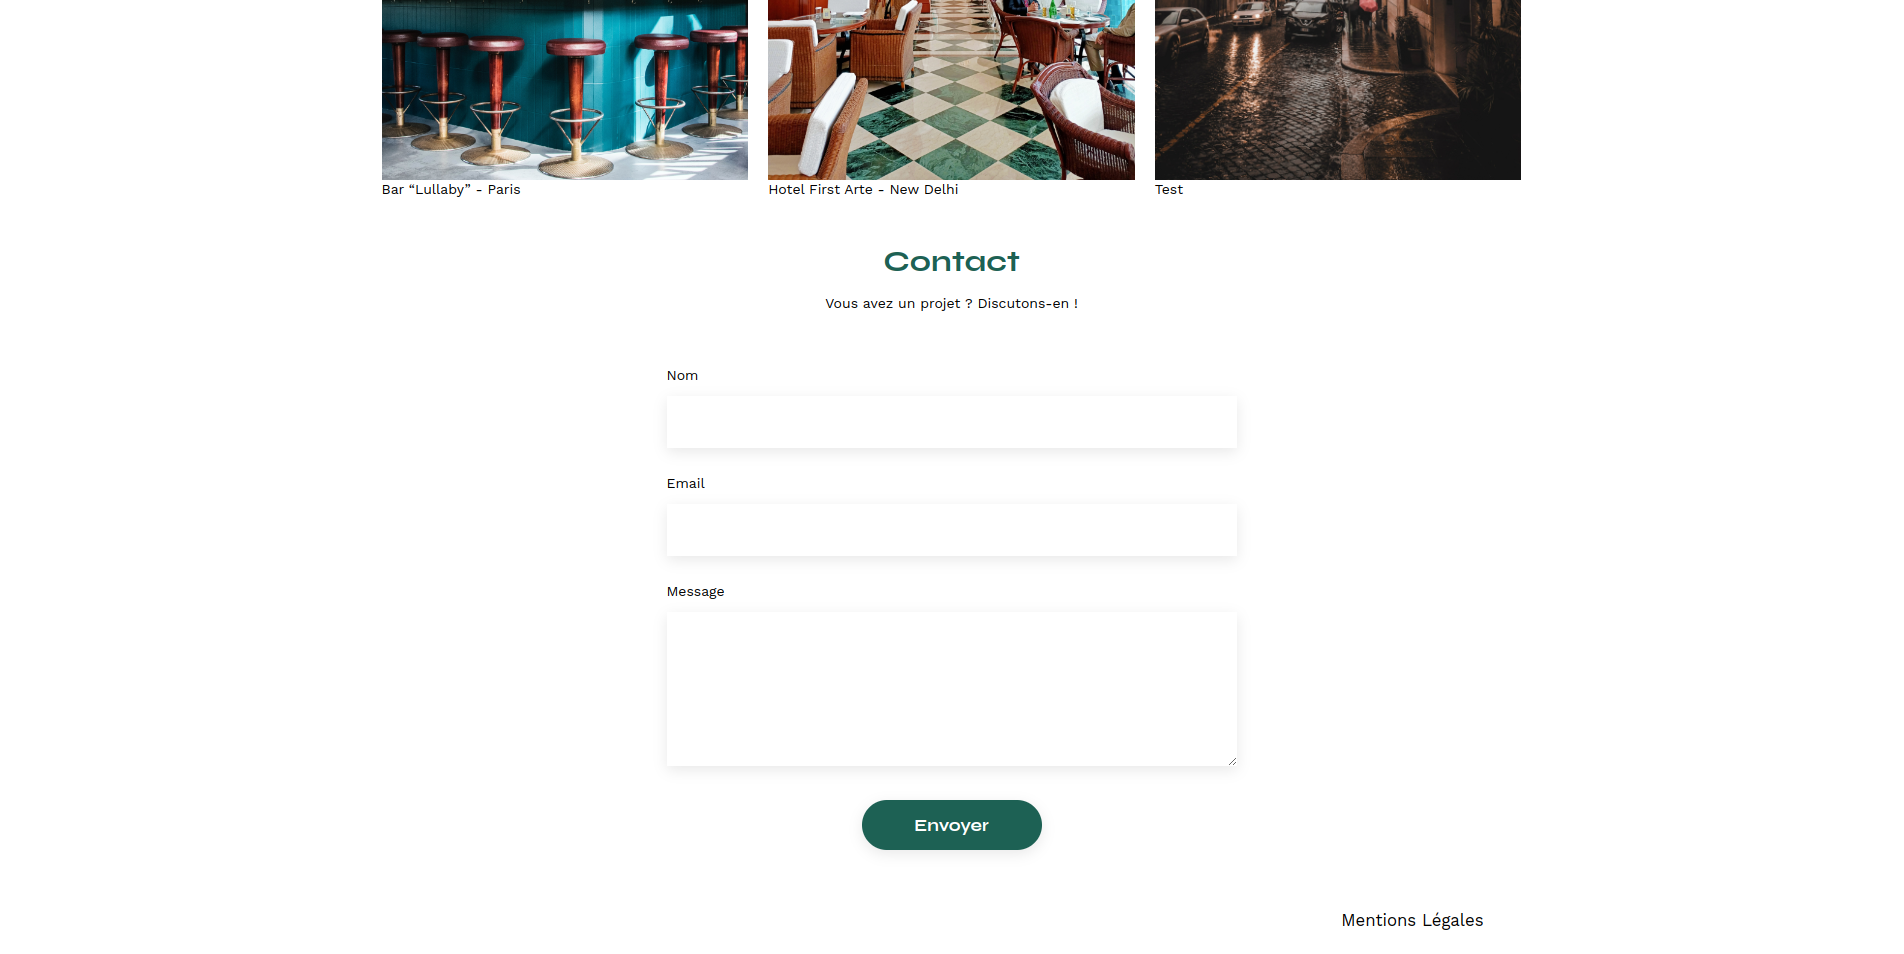 Bar “Lullaby” - Paris
Hotel First Arte - New Delhi
Test
Contact
Vous avez un projet ? Discutons-en !
Nom
Email
Message
Envoyer
Mentions Légales